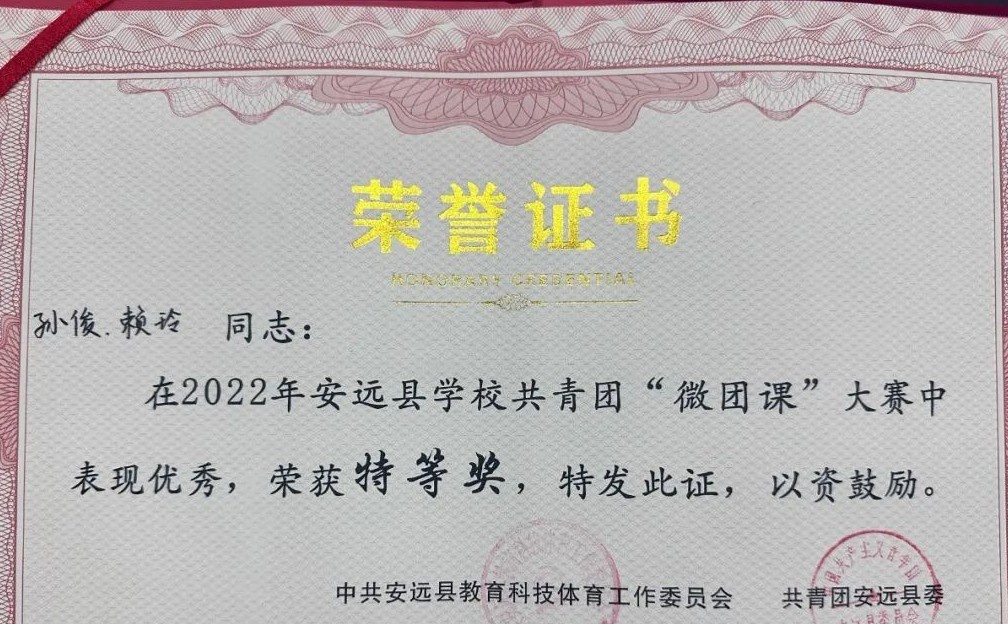 荣誉证书
HONORARY CREDENTIAL
孙俊.赖玲 同志：
在2022年安远县学校共青团“微团课”大赛中
表现优秀，荣获特等奖，特发此证，以资鼓励。
中共安远县教育科技体育工作委员会 共青团安远县委